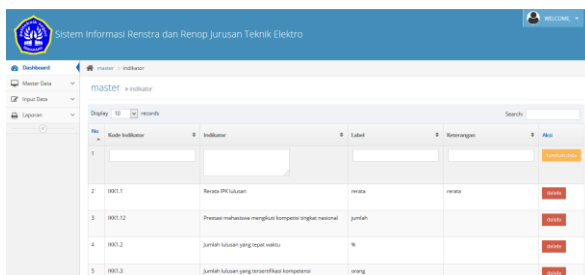 WELCOME,
Sistem Informasi Renstra dan Renop Jurusan Teknik Elektro
Dashboard
master > indikator
Master Data
master » indikator
Input Data
Laporan
Display 10 records
Search:
No Kode Indikator Indikator Label Keterangan Aksi
1 tambah data
2 IKK1.1 Rerata IPK lulusan rerata rerata delete
3 IKK1.12 Prestasi mahasiswa mengikuti kompetisi tingkat nasional jumlah delete
4 IKK1.2 Jumlah lulusan yang tepat waktu % delete
5 IKK1.3 Jumlah lulusan yang tersertifikasi kompetensi orang delete